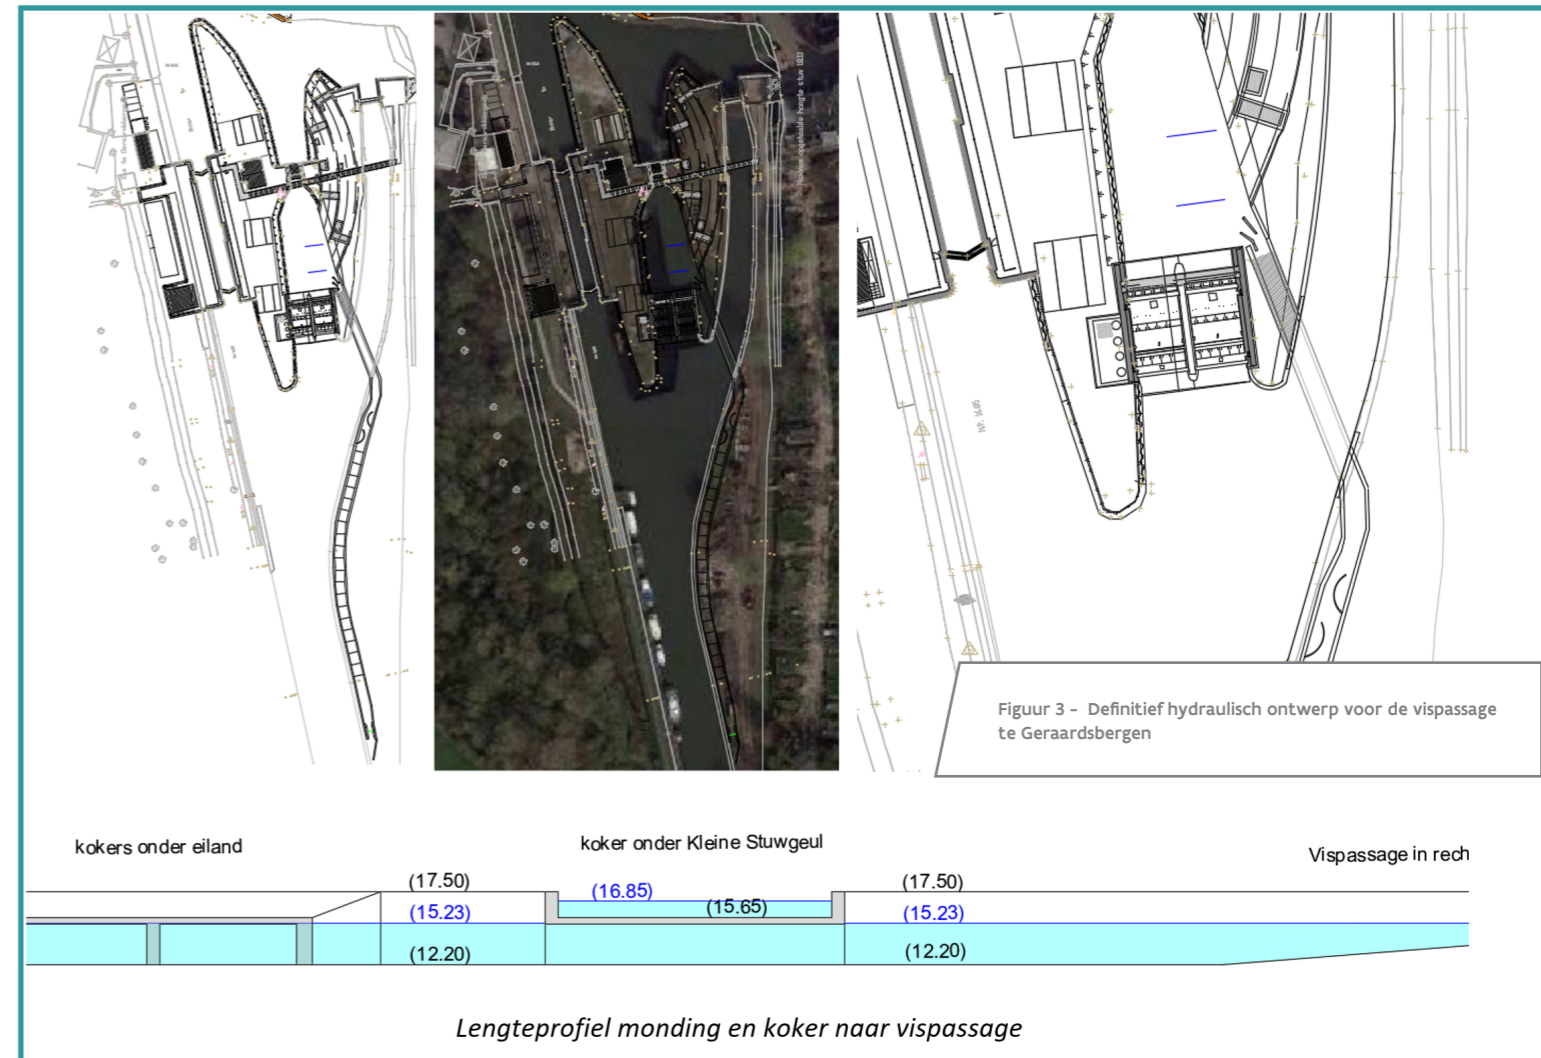 Figuur 3 - Definitief hydraulisch ontwerp voor de vispassage
te Geraardsbergen
kokers onder eiland
koker onder Kleine Stuwgeul
Vispassage in rech
(17.50)
(16.85)
(17.50)
(15.23)
(15.65)
(15.23)
(12.20)
(12.20)
Lengteprofiel monding en koker naar vispassage